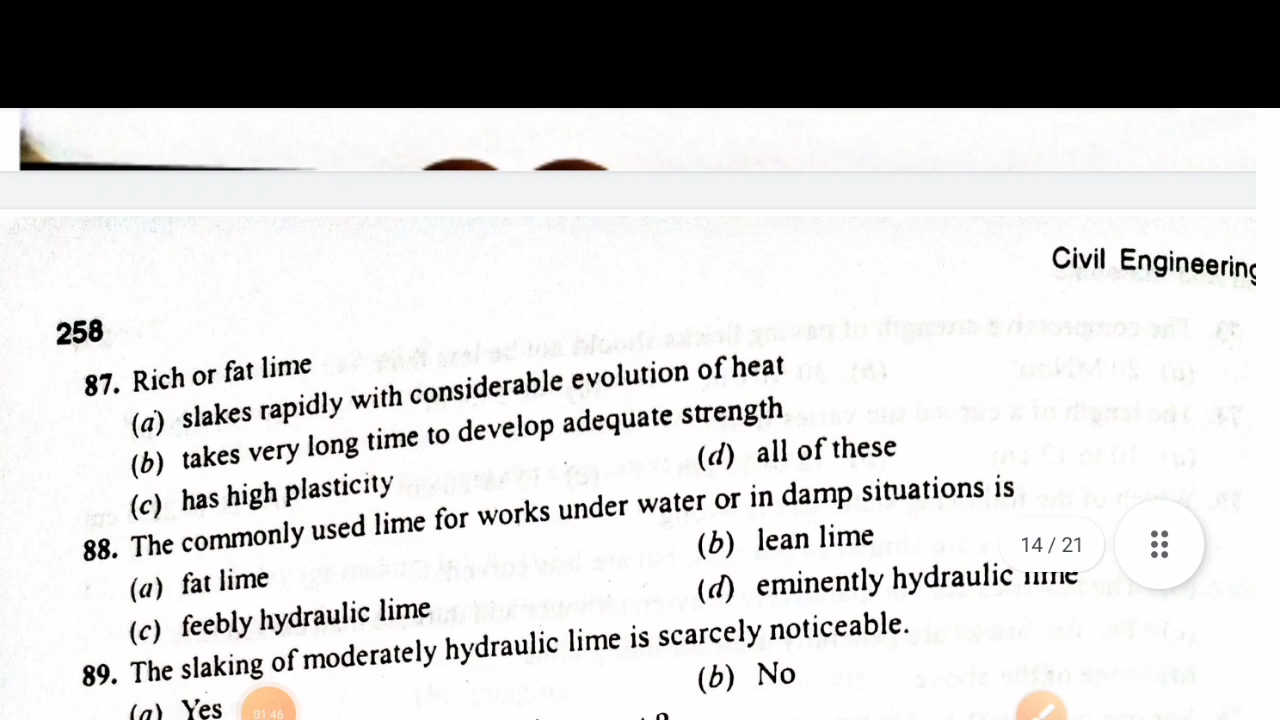 Civil Engineering
258
87. Rich or fat lime
(a) slakes rapidly with considerable evolution of heat
(b) takes very long time to develop adequate strength
(c) has high plasticity (d) all of these
88. The commonly used lime for works under water or in damp situations is
(a) fat lime (b) lean lime
(c) feebly hydraulic lime (d) eminently hydraulic lime
89. The slaking of moderately hydraulic lime is scarcely noticeable.
(a) Yes (b) No
14 / 21
01:46